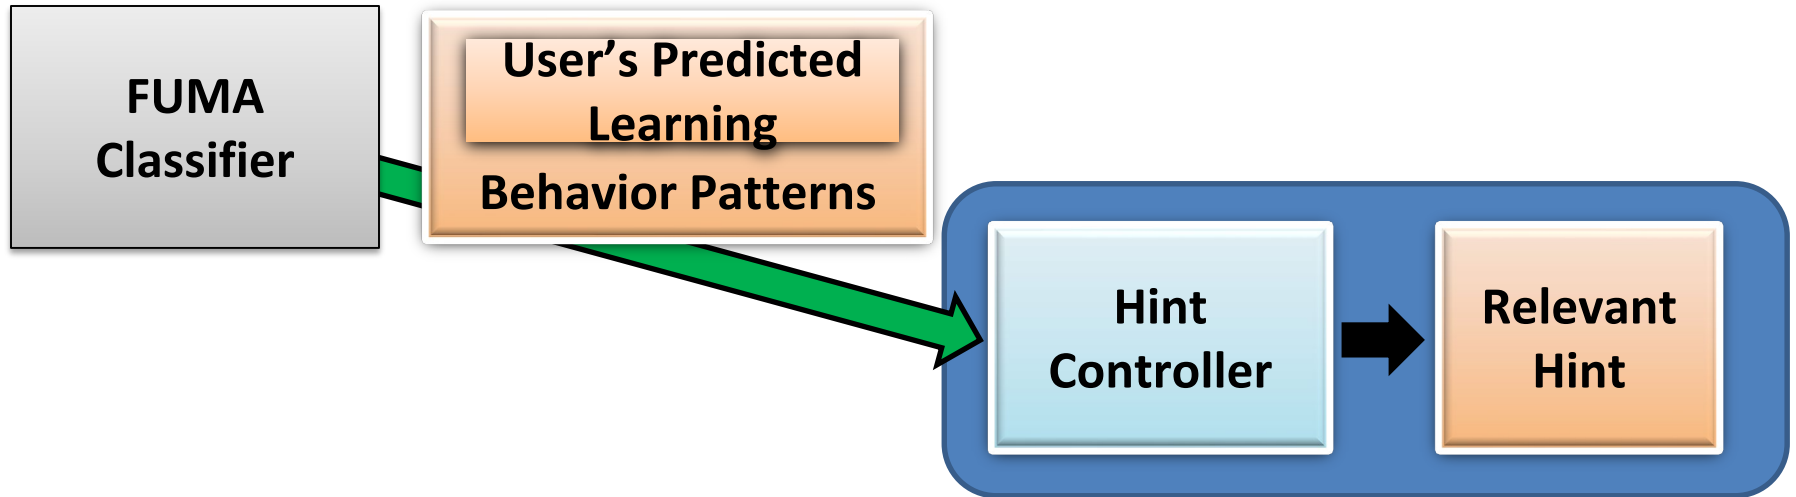 FUMA
Classifier
User’s Predicted
Learning
Behavior Patterns
Hint
Controller
Relevant
Hint